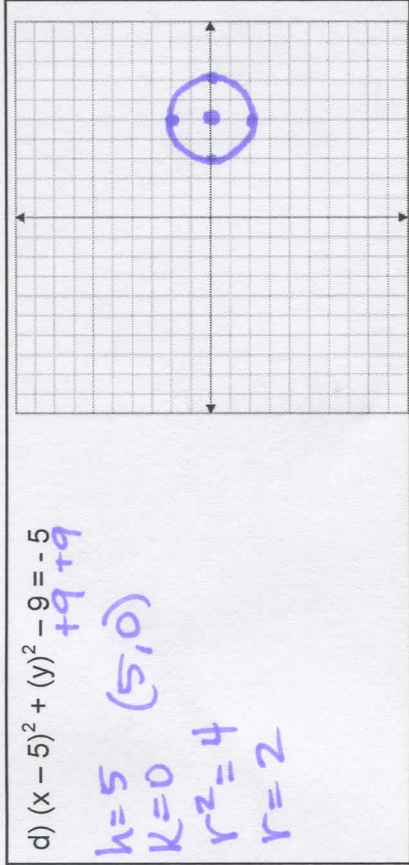 d) (x – 5)² + (y)² – 9 = - 5
+9 +9
h=5 (5,0)
k=0
r²=4
r=2